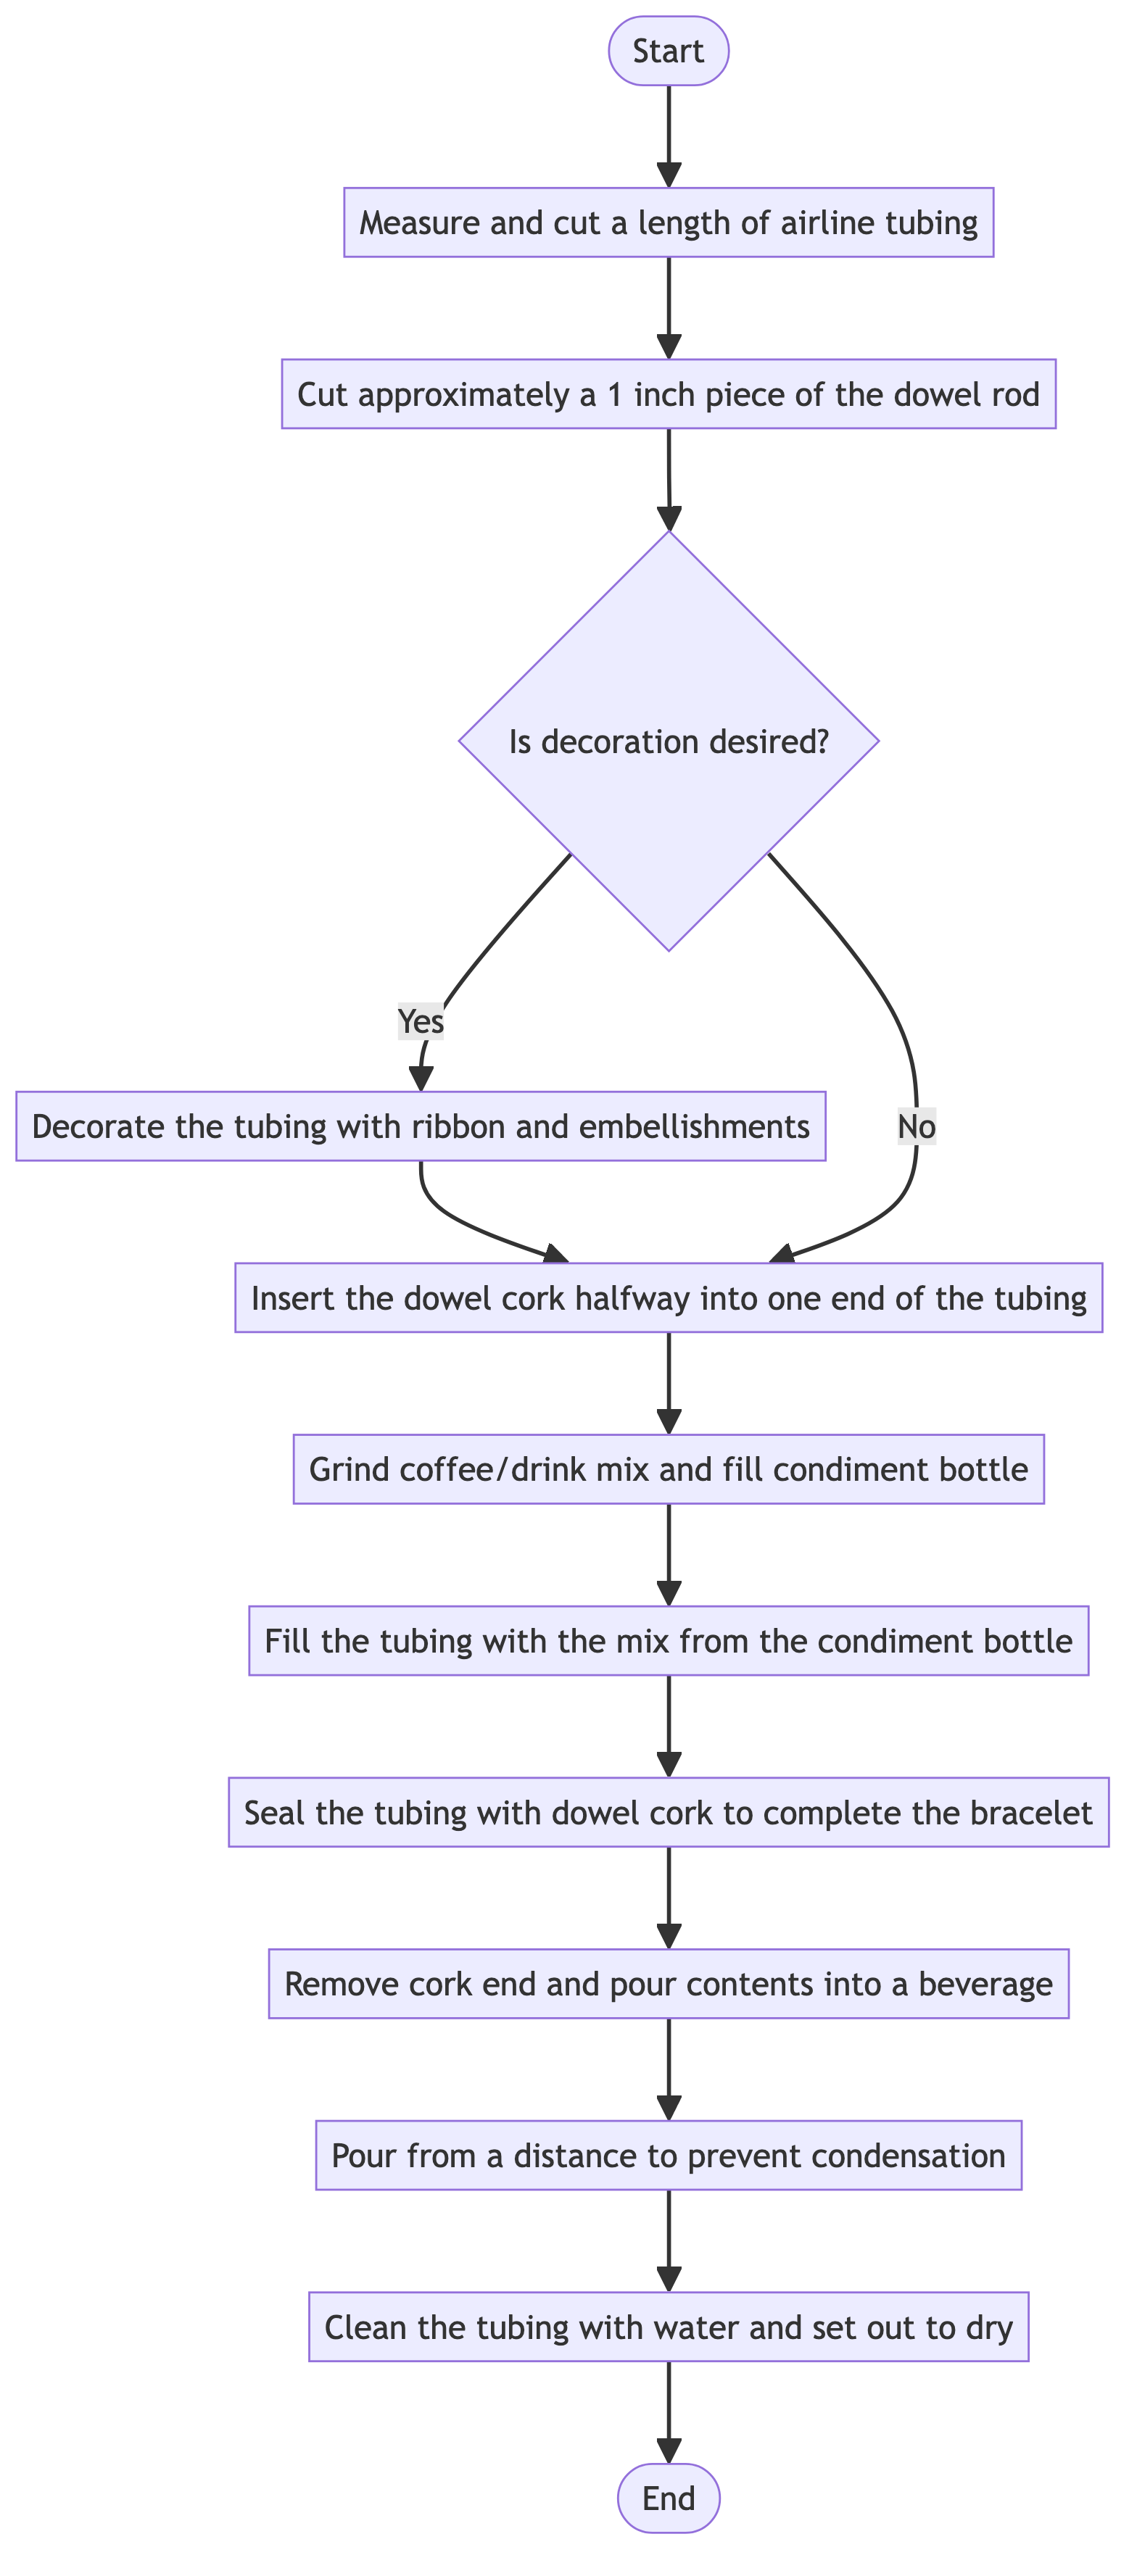 Start
Measure and cut a length of airline tubing
Cut approximately a 1 inch piece of the dowel rod
Is decoration desired?
Yes
Decorate the tubing with ribbon and embellishments
No
Insert the dowel cork halfway into one end of the tubing
Grind coffee/drink mix and fill condiment bottle
Fill the tubing with the mix from the condiment bottle
Seal the tubing with dowel cork to complete the bracelet
Remove cork end and pour contents into a beverage
Pour from a distance to prevent condensation
Clean the tubing with water and set out to dry
End